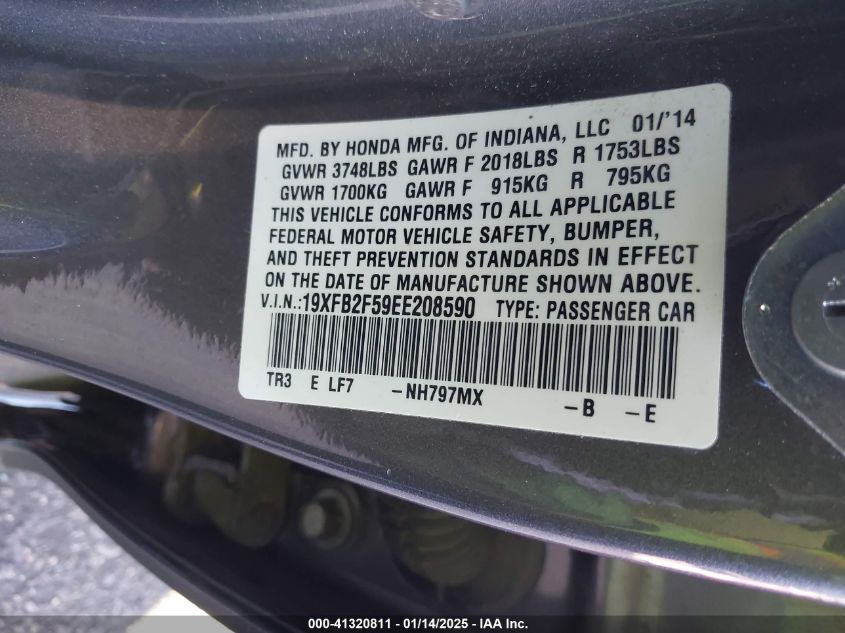 MFD. BY HONDA MFG. OF INDIANA, LLC 01/'14
GVWR 3748LBS GAWR F 2018LBS R 1753LBS
GVWR 1700KG GAWR F 915KG R 795KG
THIS VEHICLE CONFORMS TO ALL APPLICABLE
FEDERAL MOTOR VEHICLE SAFETY, BUMPER,
AND THEFT PREVENTION STANDARDS IN EFFECT
ON THE DATE OF MANUFACTURE SHOWN ABOVE.
V.I.N.:19XFB2F59EE208590 TYPE: PASSENGER CAR
TR3 E LF7 -NH797MX -B -E
000-41320811 - 01/14/2025 - IAA Inc.